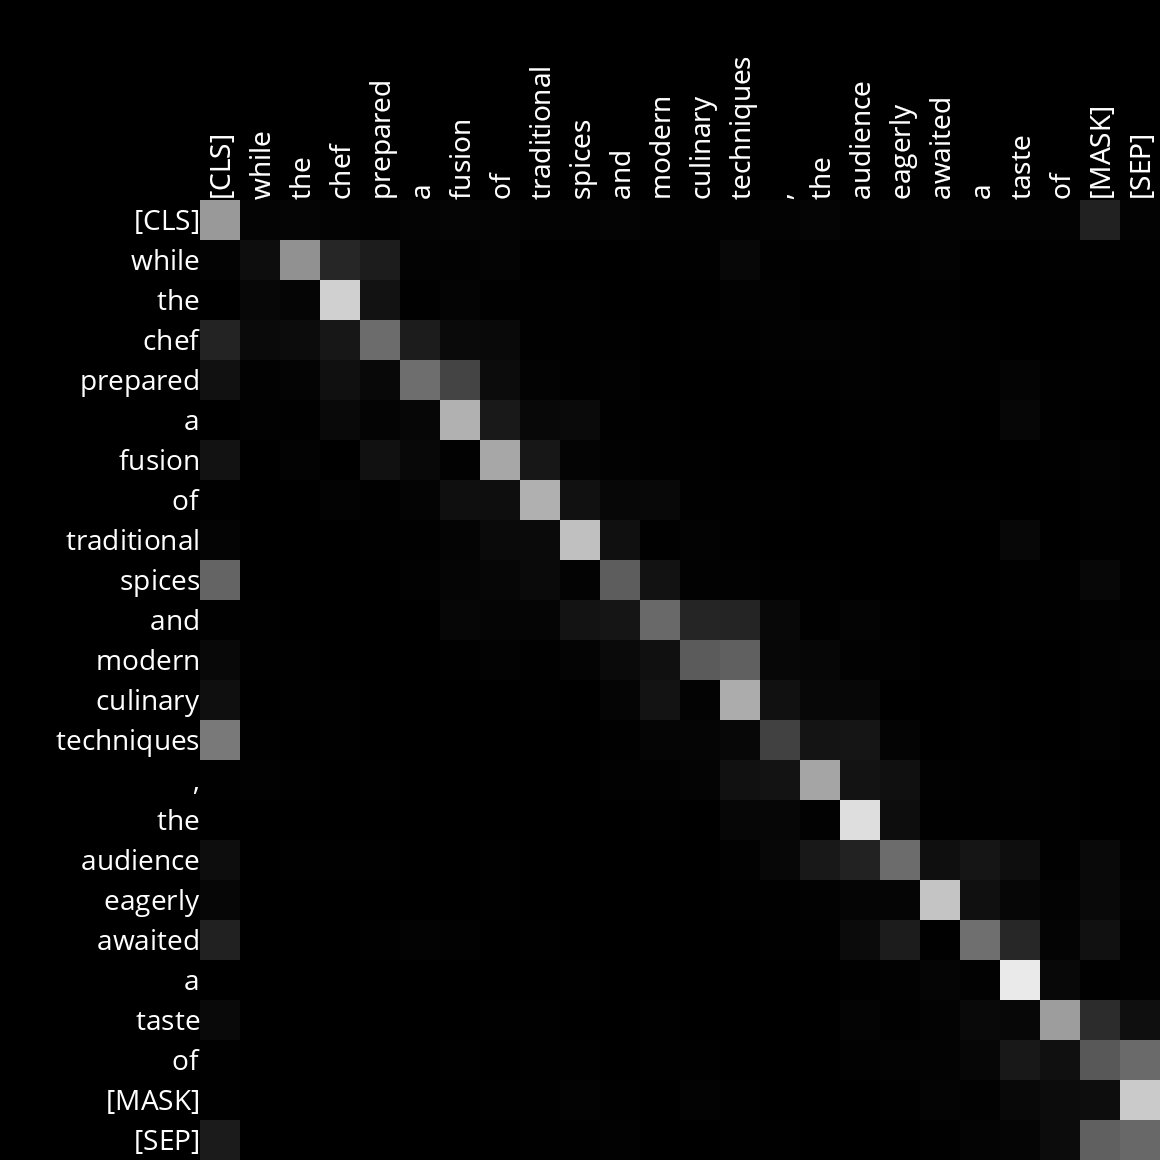 [CLS] while the chef prepared a fusion of traditional spices and modern culinary techniques , the audience eagerly awaited a taste of [MASK] [SEP]
[CLS]
while
the
chef
prepared
a
fusion
of
traditional
spices
and
modern
culinary
techniques
,
the
audience
eagerly
awaited
a
taste
of
[MASK]
[SEP]